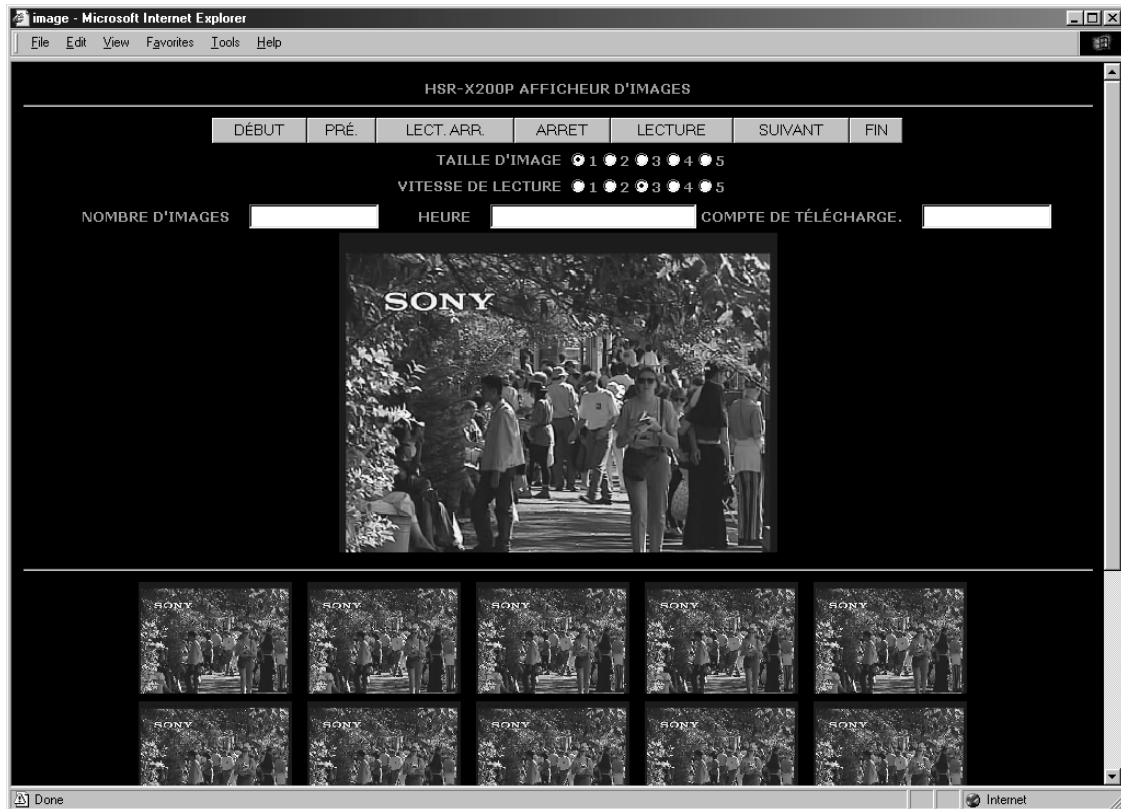 image - Microsoft Internet Explorer
File Edit View Favorites Tools Help
HSR-X200P AFFICHEUR D'IMAGES
DÉBUT PRÉ. LECT. ARR. ARRET LECTURE SUIVANT FIN
TAILLE D'IMAGE 1 2 3 4 5
VITESSE DE LECTURE 1 2 3 4 5
NOMBRE D'IMAGES HEURE COMPTE DE TÉLÉCHARGE.
SONY
SONY SONY SONY SONY SONY
SONY SONY SONY SONY SONY
Done Internet